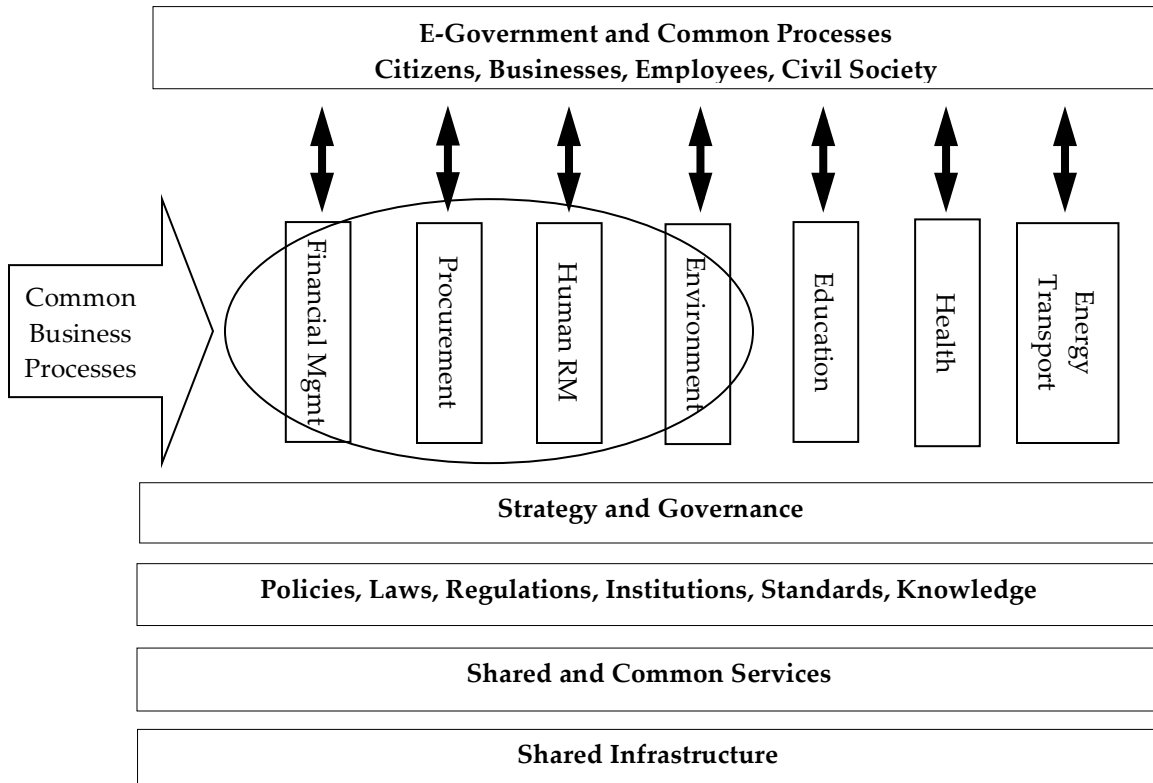 E-Government and Common Processes
Citizens, Businesses, Employees, Civil Society
Common
Business
Processes
Financial Mgmt
Procurement
Human RM
Environment
Education
Health
Energy
Transport
Strategy and Governance
Policies, Laws, Regulations, Institutions, Standards, Knowledge
Shared and Common Services
Shared Infrastructure